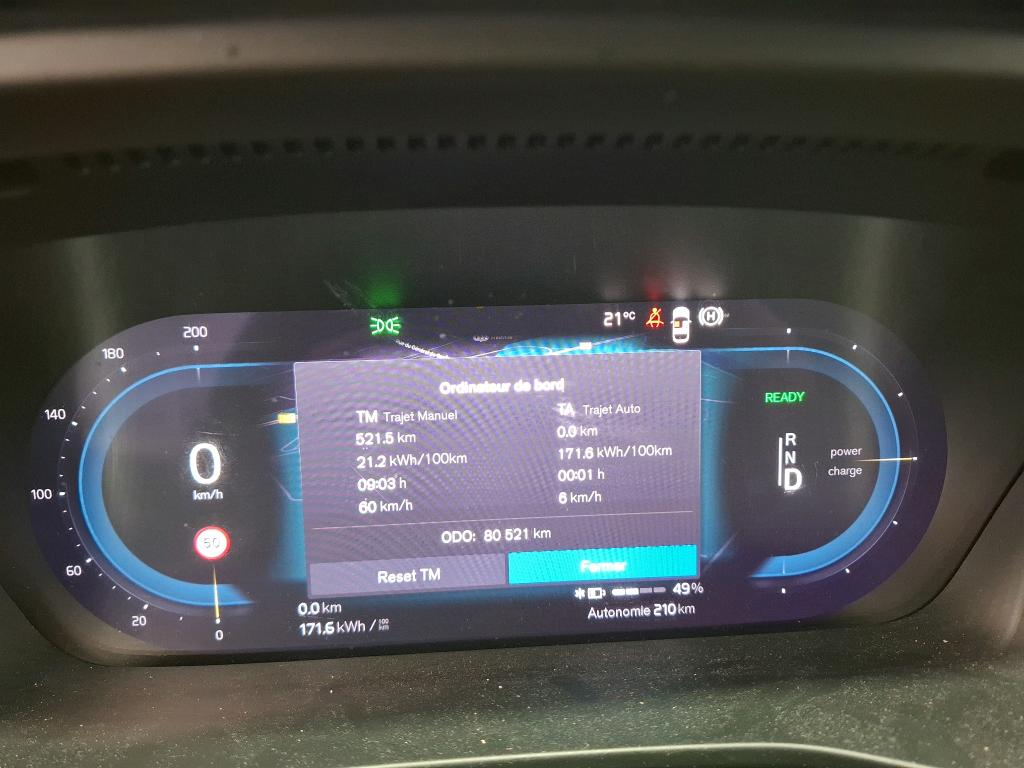 200
180
140
100
60
20
0
0
km/h
50
21°C
Ordinateur de bord
TM Trajet Manuel
521.5 km
21.2 kWh/100km
09:03 h
60 km/h
TA Trajet Auto
0.0 km
171.6 kWh/100km
00:01 h
6 km/h
ODO: 80 521 km
Reset TM
Fermer
0.0 km
171.6 kWh / 100 km
49%
Autonomie 210 km
READY
R
N
D
power
charge